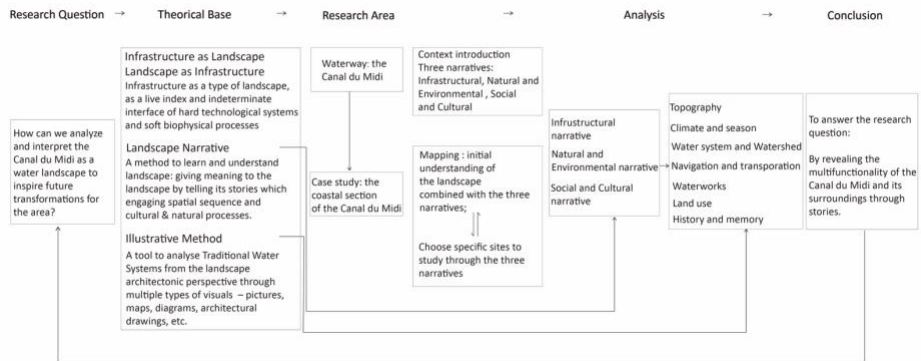 Research Question → Theorical Base → Research Area → Analysis → Conclusion
How can we analyze
and interpret the
Canal du Midi as a
water landscape to
inspire future
transformations for
the area?
Infrastructure as Landscape
Landscape as Infrastructure
Infrastructure as a type of landscape,
as a live index and indeterminate
interface of hard technological systems
and soft biophysical processes
Landscape Narrative
A method to learn and understand
landscape: giving meaning to the
landscape by telling its stories which
engaging spatial sequence and
cultural & natural processes.
Illustrative Method
A tool to analyse Traditional Water
Systems from the landscape
architectonic perspective through
multiple types of visuals – pictures,
maps, diagrams, architectural
drawings, etc.
Waterway: the
Canal du Midi
Case study: the
coastal section
of the Canal du Midi
Context introduction
Three narratives:
Infrastructural, Natural and
Environmental , Social
and Cultural
Mapping : initial
understanding of
the landscape
combined with the three
narratives;
Choose specific sites to
study through the three
narratives
Infrustructural
narrative
Natural and
Environmental narrative
Social and Cultural
narrative
Topography
Climate and season
Water system and Watershed
Navigation and transporation
Waterworks
Land use
History and memory
To answer the research
question:
By revealing the
multifunctionality of the
Canal du Midi and its
surroundings through
stories.